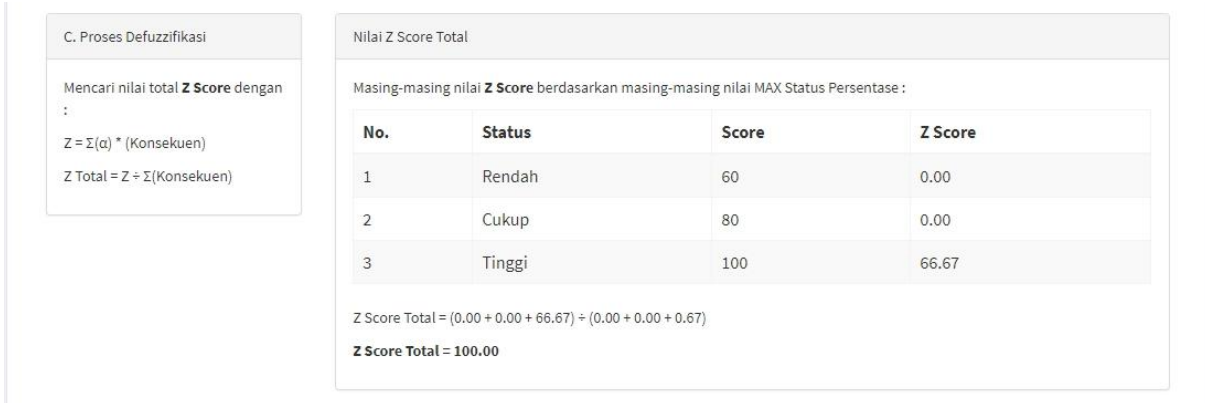 C. Proses Defuzzifikasi
Mencari nilai total Z Score dengan
:
Z = Σ(α) * (Konsekuen)
Z Total = Z ÷ Σ(Konsekuen)
Nilai Z Score Total
Masing-masing nilai Z Score berdasarkan masing-masing nilai MAX Status Persentase :
No. Status Score Z Score
1 Rendah 60 0.00
2 Cukup 80 0.00
3 Tinggi 100 66.67
Z Score Total = (0.00 + 0.00 + 66.67) ÷ (0.00 + 0.00 + 0.67)
Z Score Total = 100.00